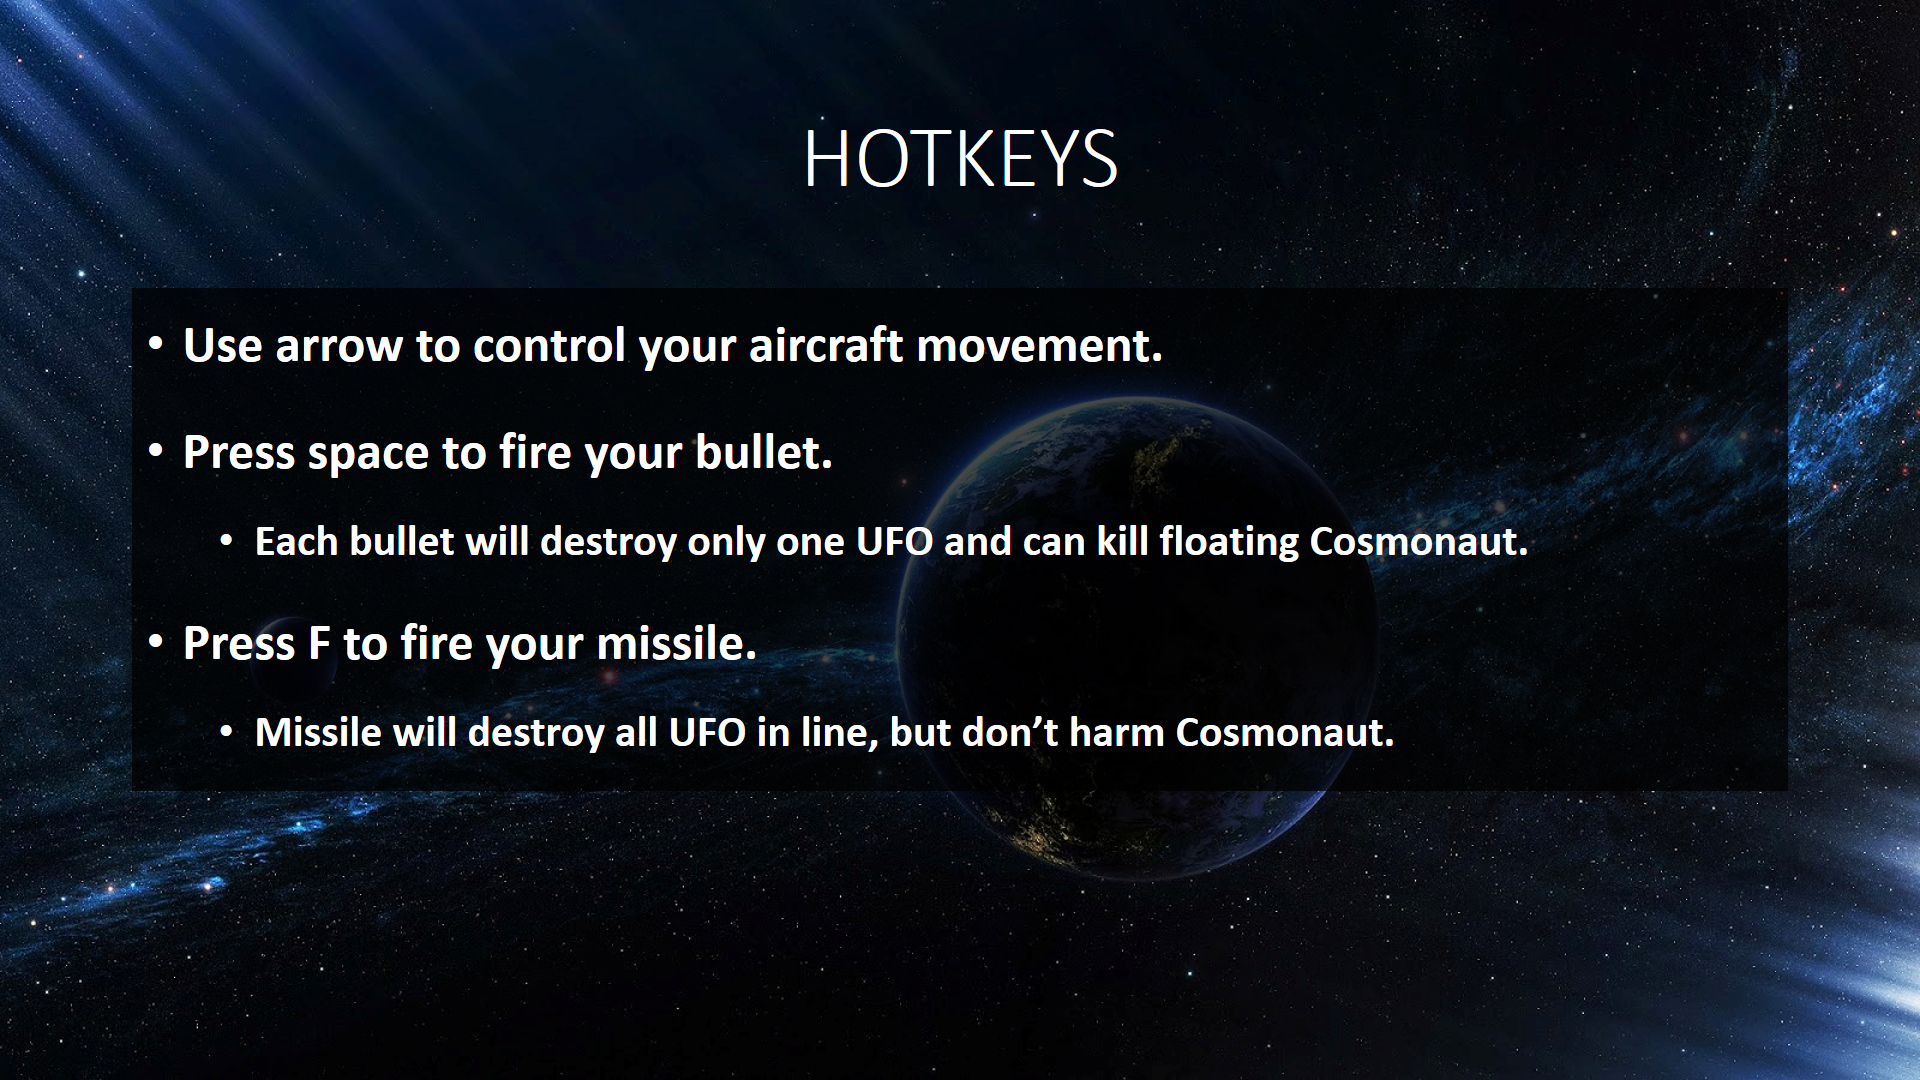 HOTKEYS
• Use arrow to control your aircraft movement.
• Press space to fire your bullet.
• Each bullet will destroy only one UFO and can kill floating Cosmonaut.
• Press F to fire your missile.
• Missile will destroy all UFO in line, but don’t harm Cosmonaut.